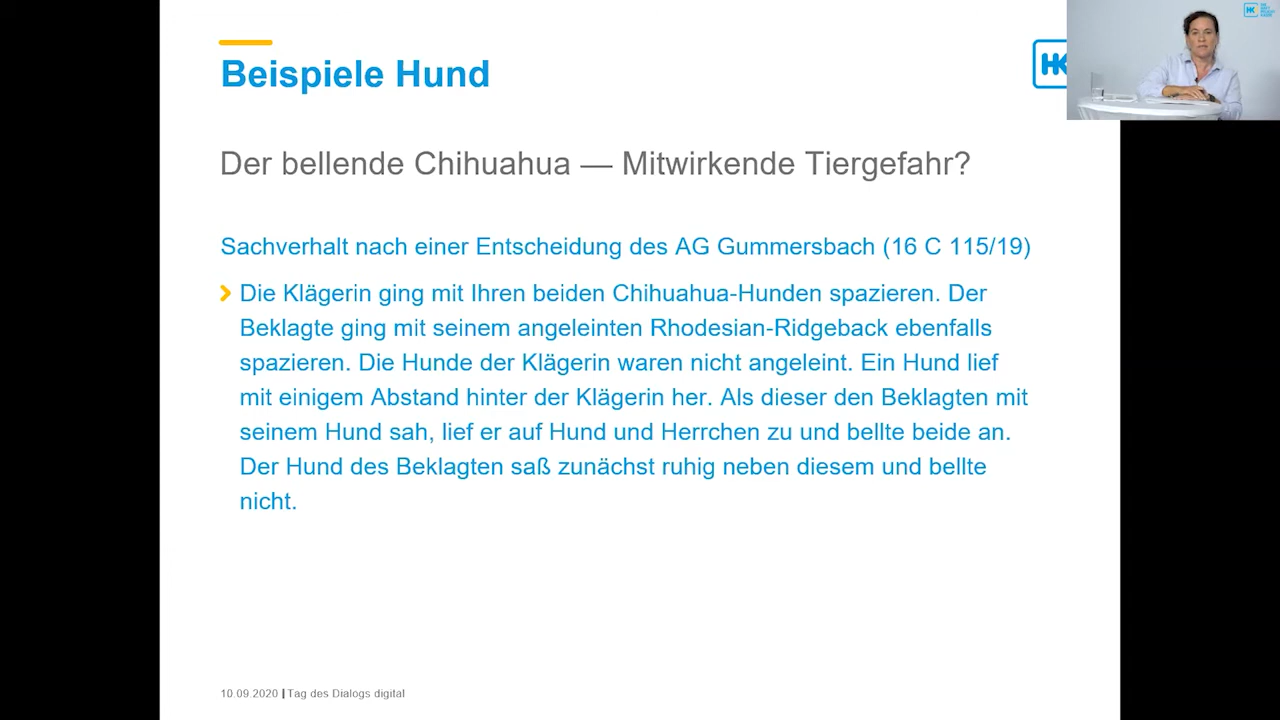 Beispiele Hund
HK
HK
Der bellende Chihuahua — Mitwirkende Tiergefahr?
Sachverhalt nach einer Entscheidung des AG Gummersbach (16 C 115/19)
Die Klägerin ging mit Ihren beiden Chihuahua-Hunden spazieren. Der
Beklagte ging mit seinem angeleinten Rhodesian-Ridgeback ebenfalls
spazieren. Die Hunde der Klägerin waren nicht angeleint. Ein Hund lief
mit einigem Abstand hinter der Klägerin her. Als dieser den Beklagten mit
seinem Hund sah, lief er auf Hund und Herrchen zu und bellte beide an.
Der Hund des Beklagten saß zunächst ruhig neben diesem und bellte
nicht.
10.09.2020 | Tag des Dialogs digital